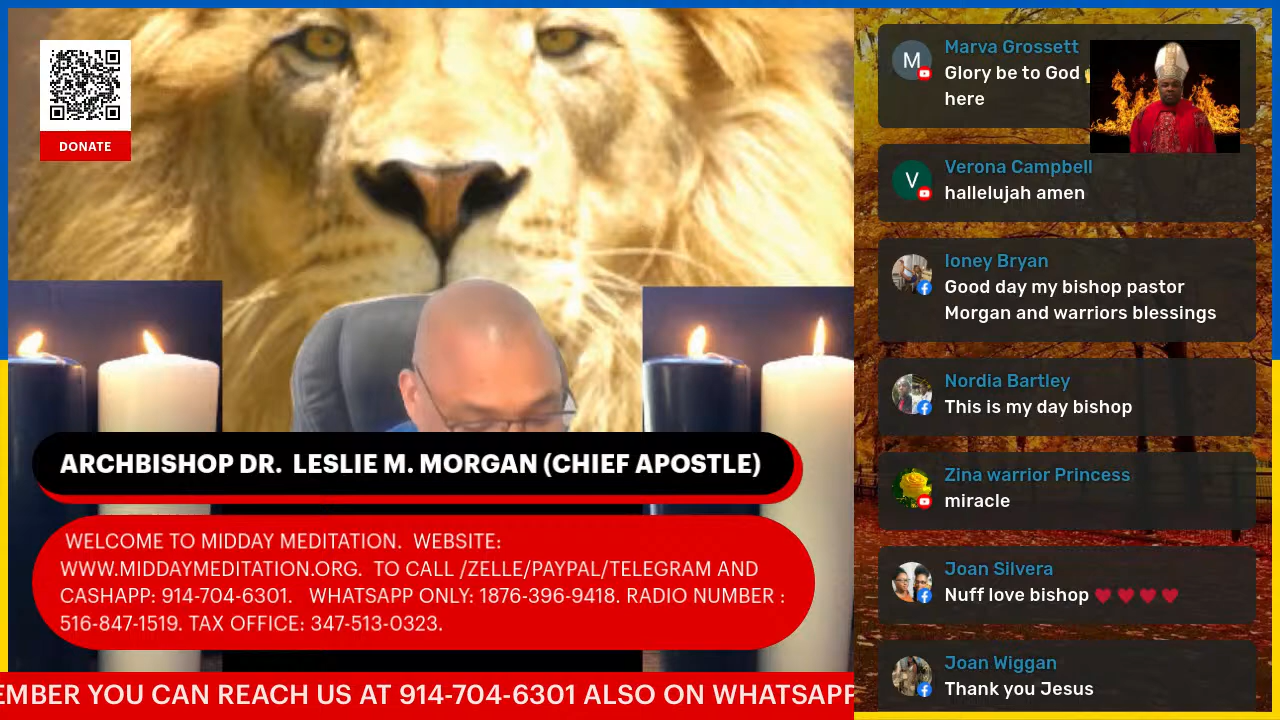 DONATE
ARCHBISHOP DR. LESLIE M. MORGAN (CHIEF APOSTLE)
WELCOME TO MIDDAY MEDITATION. WEBSITE:
WWW.MIDDAYMEDITATION.ORG. TO CALL /ZELLE/PAYPAL/TELEGRAM AND
CASHAPP: 914-704-6301. WHATSAPP ONLY: 1876-396-9418. RADIO NUMBER :
516-847-1519. TAX OFFICE: 347-513-0323.
EMBER YOU CAN REACH US AT 914-704-6301 ALSO ON WHATSAPP
M
Marva Grossett
Glory be to God
here
V
Verona Campbell
hallelujah amen
Ioney Bryan
Good day my bishop pastor
Morgan and warriors blessings
Nordia Bartley
This is my day bishop
Zina warrior Princess
miracle
Joan Silvera
Nuff love bishop ♥♥♥♥
Joan Wiggan
Thank you Jesus